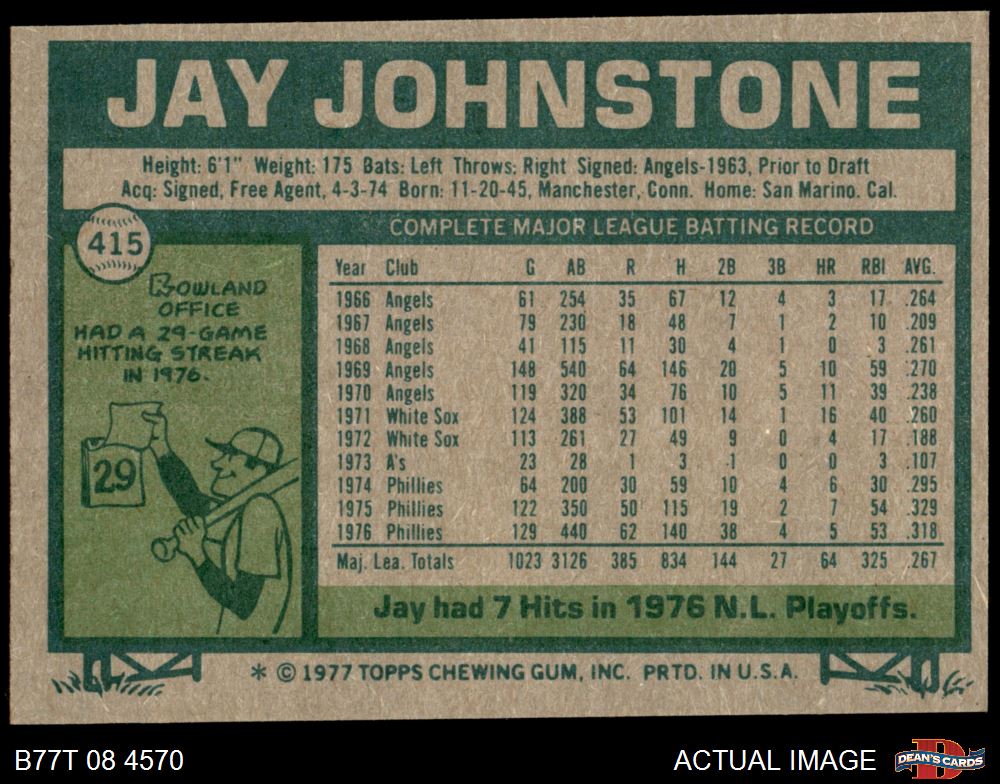 JAY JOHNSTONE
Height: 6'1" Weight: 175 Bats: Left Throws: Right Signed: Angels-1963, Prior to Draft
Acq: Signed, Free Agent, 4-3-74 Born: 11-20-45, Manchester, Conn. Home: San Marino. Cal.
415
ROWLAND
OFFICE
HAD A 29-GAME
HITTING STREAK
IN 1976.
29
COMPLETE MAJOR LEAGUE BATTING RECORD
Year Club G AB R H 2B 3B HR RBI AVG.
1966 Angels 61 254 35 67 12 4 3 17 .264
1967 Angels 79 230 18 48 7 1 2 10 .209
1968 Angels 41 115 11 30 4 1 0 3 .261
1969 Angels 148 540 64 146 20 5 10 59 .270
1970 Angels 119 320 34 76 10 5 11 39 .238
1971 White Sox 124 388 53 101 14 1 16 40 .260
1972 White Sox 113 261 27 49 9 0 4 17 .188
1973 A's 23 28 1 3 1 0 0 3 .107
1974 Phillies 64 200 30 59 10 4 6 30 .295
1975 Phillies 122 350 50 115 19 2 7 54 .329
1976 Phillies 129 440 62 140 38 4 5 53 .318
Maj. Lea. Totals 1023 3126 385 834 144 27 64 325 .267
Jay had 7 Hits in 1976 N.L. Playoffs.
* © 1977 TOPPS CHEWING GUM, INC. PRTD. IN U.S.A.
B77T 08 4570
ACTUAL IMAGE
DEAN'S CARDS